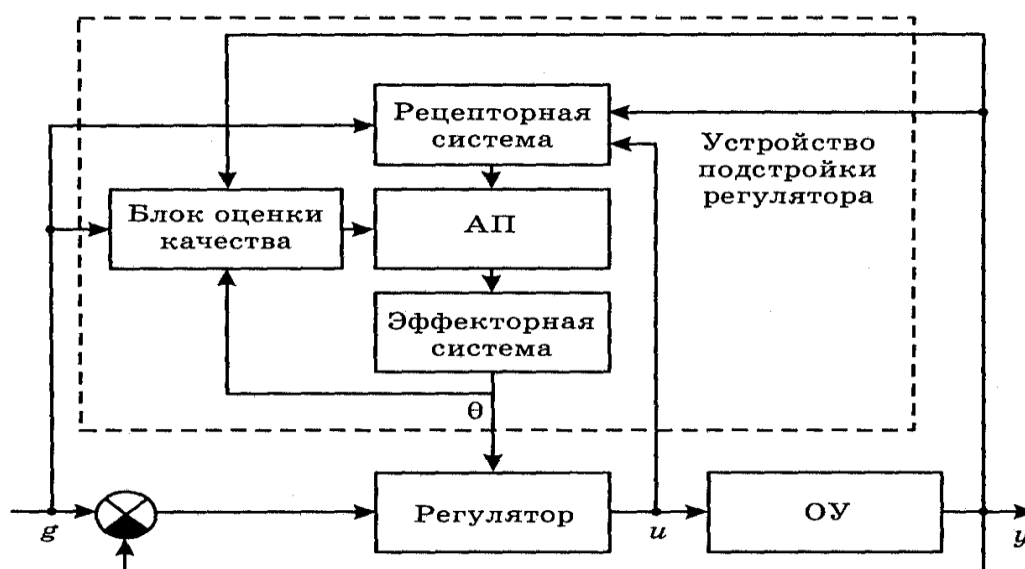 Рецепторная
система
Устройство
подстройки
регулятора
Блок оценки
качества
АП
Эффекторная
система
θ
Регулятор
ОУ
g
u
y